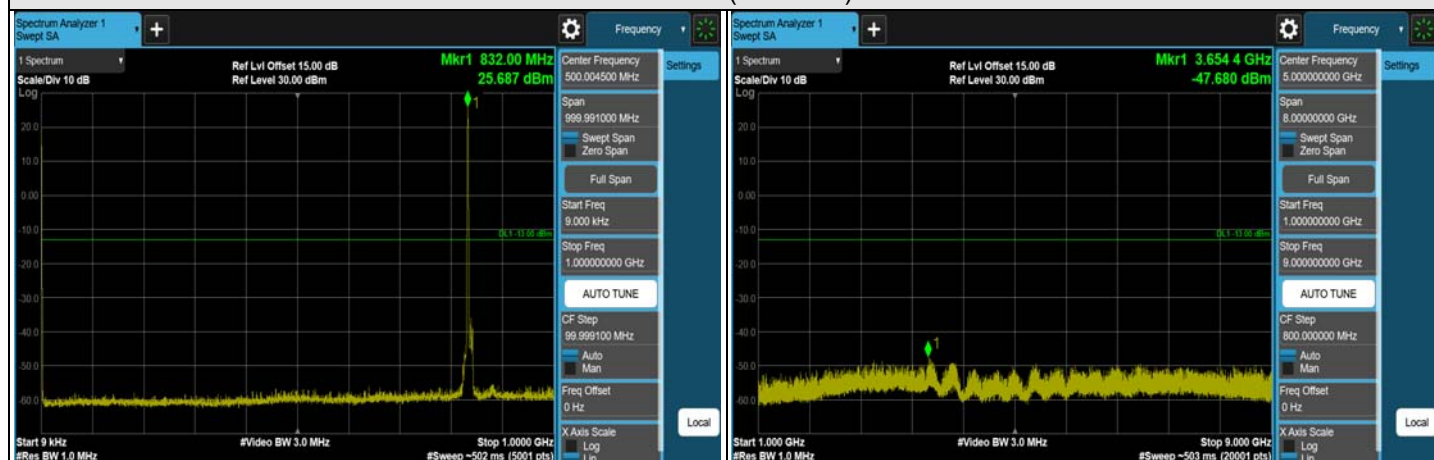 Spectrum Analyzer 1
Swept SA
+
Frequency
1 Spectrum
Scale/Div 10 dB
Ref Lvl Offset 15.00 dB
Ref Level 30.00 dBm
Mkr1 832.00 MHz
25.687 dBm
Log
1
20.0
10.0
0.00
-10.0
DL1 -13.00 dBm
-20.0
-30.0
-40.0
-50.0
-60.0
Start 9 kHz
#Video BW 3.0 MHz
Stop 1.0000 GHz
#Res BW 1.0 MHz
#Sweep ~502 ms (5001 pts)
Center Frequency
500.004500 MHz
Settings
Span
999.991000 MHz
Swept Span
Zero Span
Full Span
Start Freq
9.000 kHz
Stop Freq
1.000000000 GHz
AUTO TUNE
CF Step
99.999100 MHz
Auto
Man
Freq Offset
0 Hz
X Axis Scale
Log
Lin
Local
Spectrum Analyzer 1
Swept SA
+
Frequency
1 Spectrum
Scale/Div 10 dB
Ref Lvl Offset 15.00 dB
Ref Level 30.00 dBm
Mkr1 3.654 4 GHz
-47.680 dBm
Log
20.0
10.0
0.00
-10.0
DL1 -13.00 dBm
-20.0
-30.0
-40.0
1
-50.0
-60.0
Start 1.000 GHz
#Video BW 3.0 MHz
Stop 9.000 GHz
#Res BW 1.0 MHz
#Sweep ~503 ms (20001 pts)
Center Frequency
5.000000000 GHz
Settings
Span
8.00000000 GHz
Swept Span
Zero Span
Full Span
Start Freq
1.000000000 GHz
Stop Freq
9.000000000 GHz
AUTO TUNE
CF Step
800.000000 MHz
Auto
Man
Freq Offset
0 Hz
X Axis Scale
Log
Lin
Local